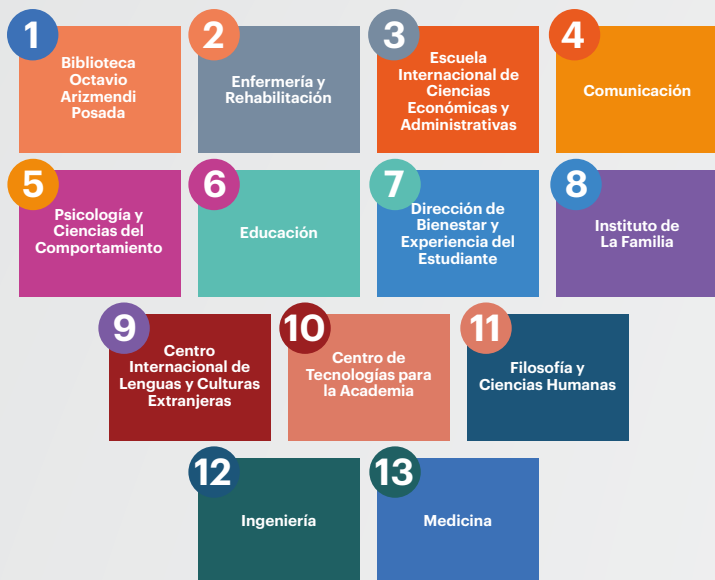 1
Biblioteca
Octavio
Arizmendi
Posada
2
Enfermería y
Rehabilitación
3
Escuela
Internacional de
Ciencias
Económicas y
Administrativas
4
Comunicación
5
Psicología y
Ciencias del
Comportamiento
6
Educación
7
Dirección de
Bienestar y
Experiencia del
Estudiante
8
Instituto de
La Familia
9
Centro
Internacional de
Lenguas y Culturas
Extranjeras
10
Centro de
Tecnologías para
la Academia
11
Filosofía y
Ciencias Humanas
12
Ingeniería
13
Medicina